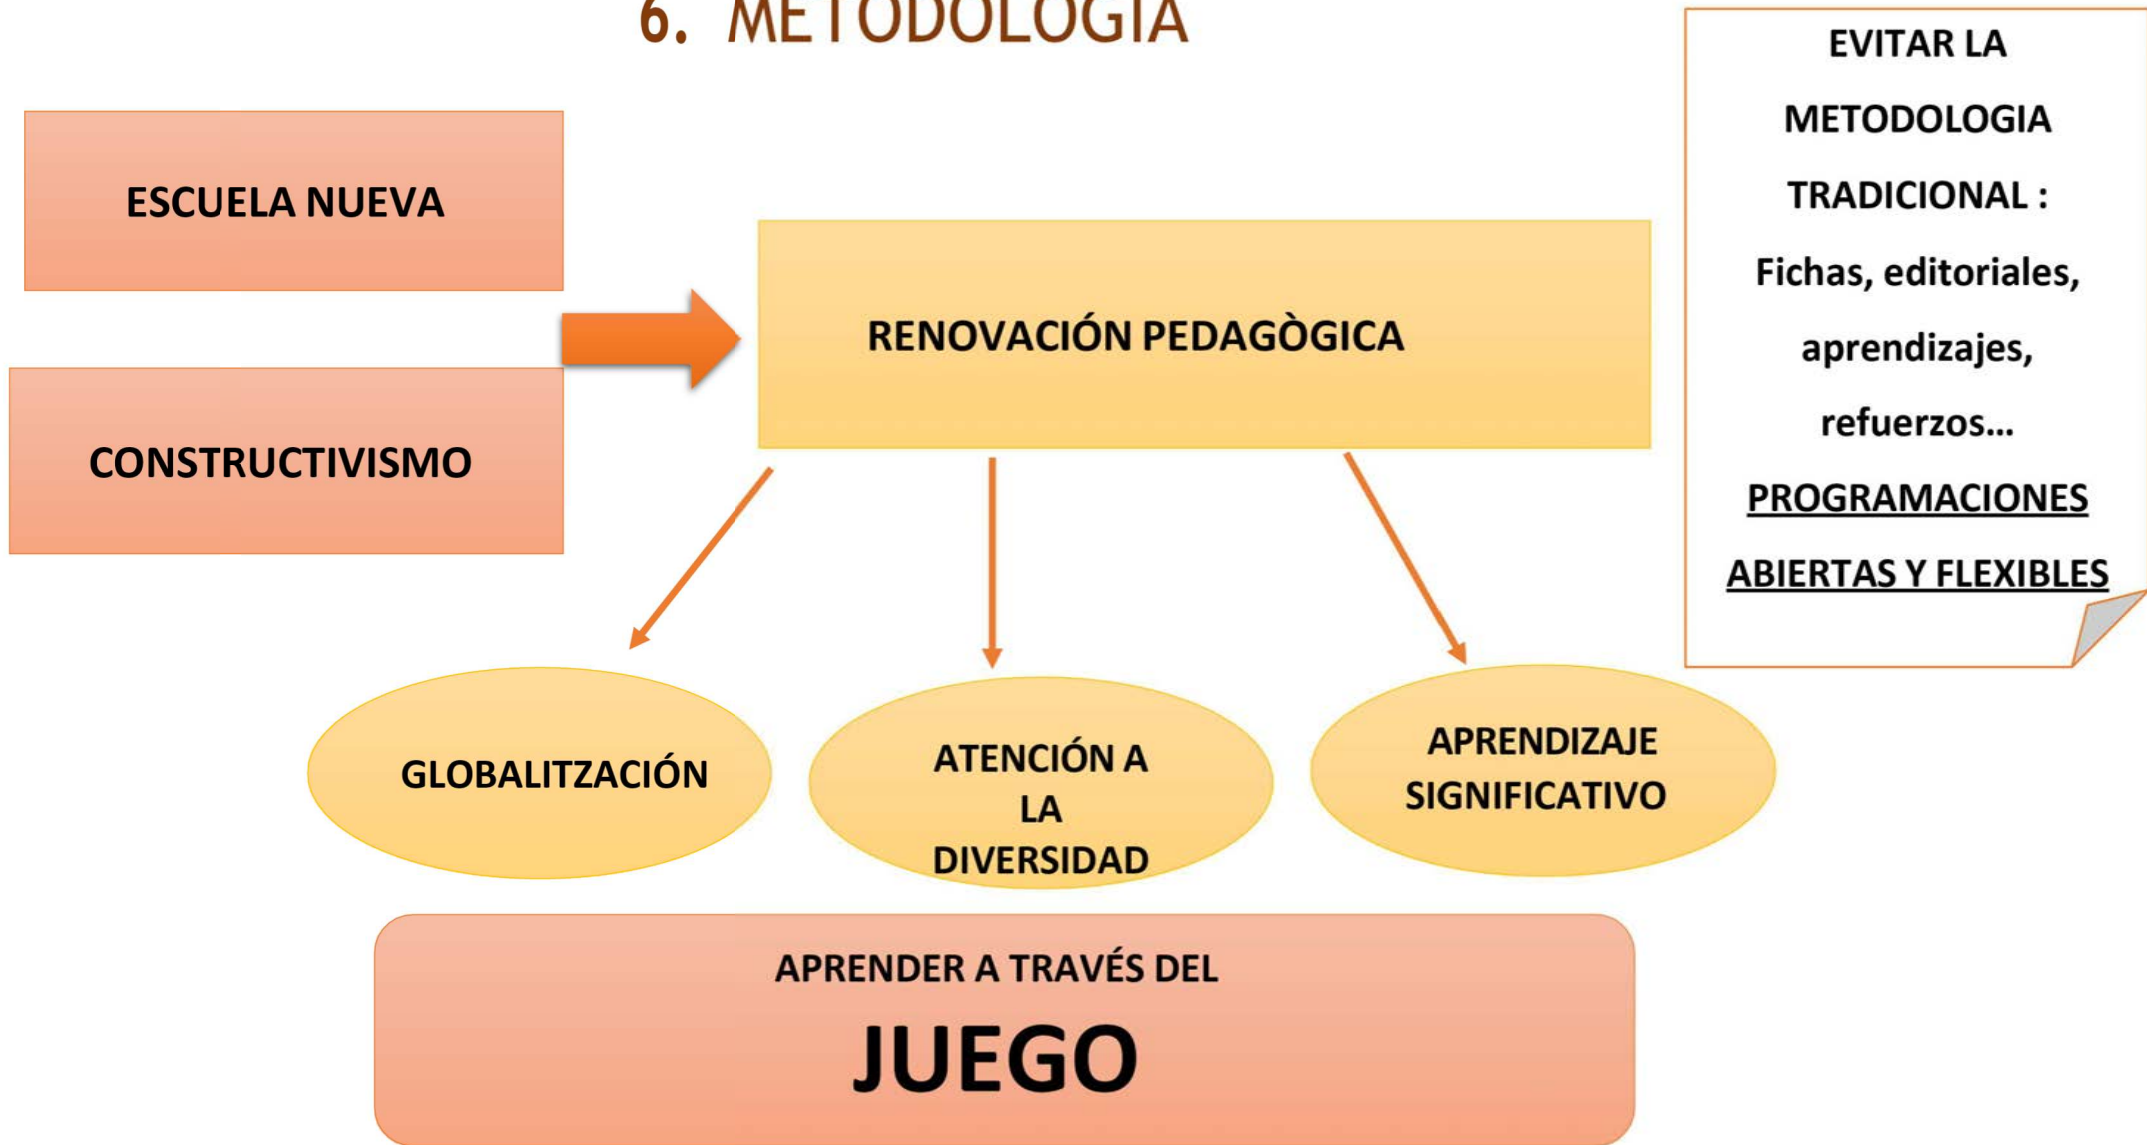 6. METODOLOGÍA
ESCUELA NUEVA
CONSTRUCTIVISMO
RENOVACIÓN PEDAGÒGICA
EVITAR LA
METODOLOGIA
TRADICIONAL :
Fichas, editoriales,
aprendizajes,
refuerzos...
PROGRAMACIONES
ABIERTAS Y FLEXIBLES
GLOBALITZACIÓN
ATENCIÓN A
LA
DIVERSIDAD
APRENDIZAJE
SIGNIFICATIVO
APRENDER A TRAVÉS DEL
JUEGO